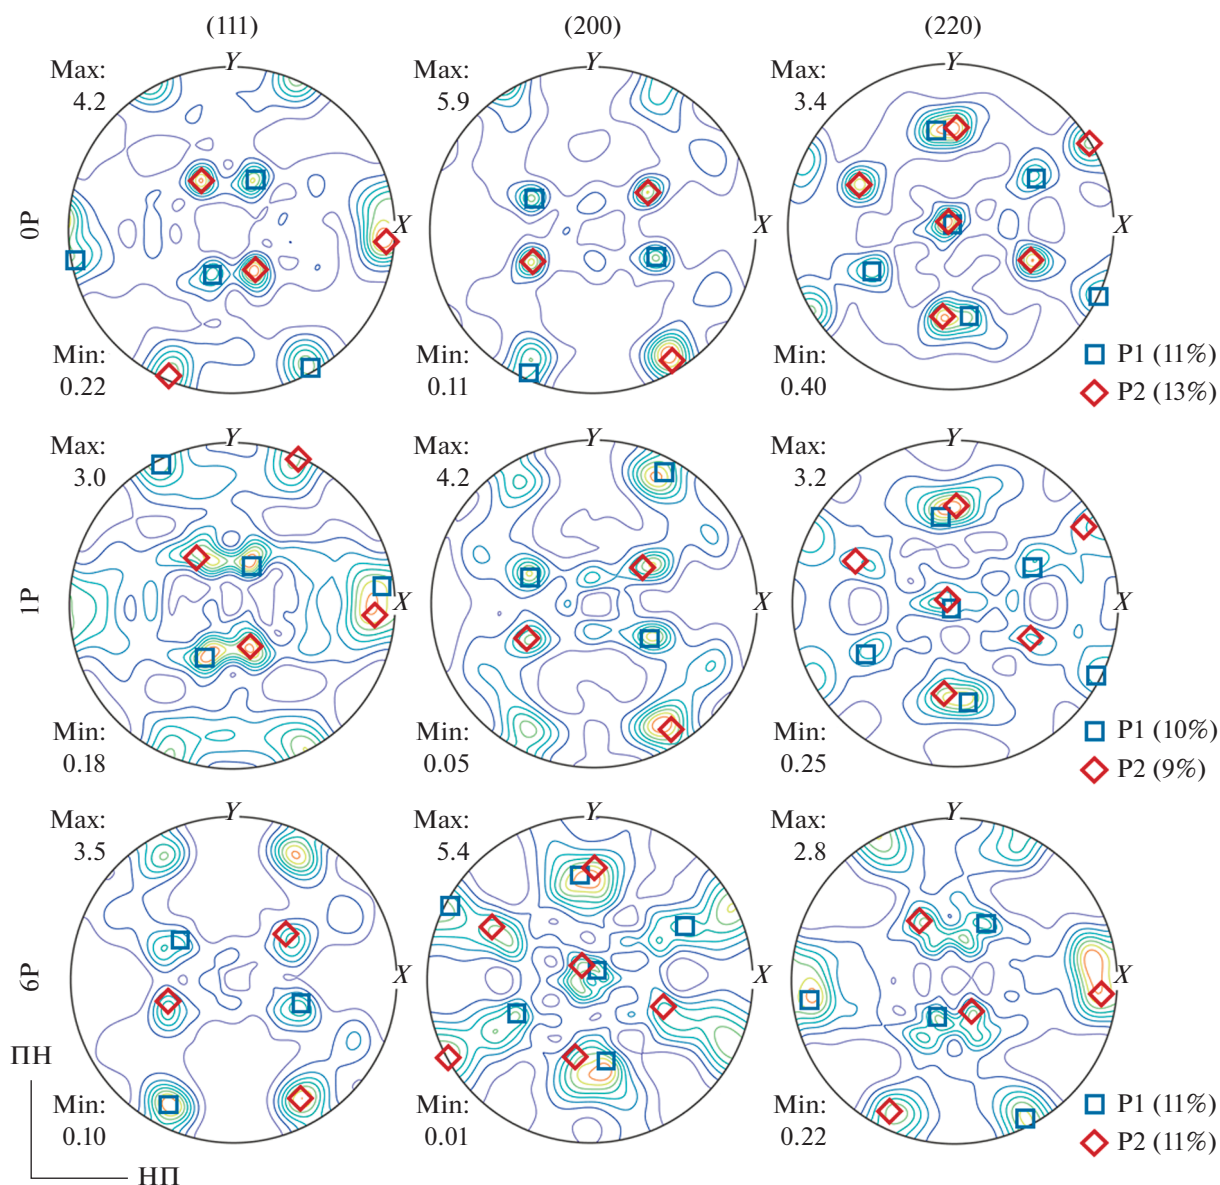 (111) (200) (220)
0P
Max:
4.2
Y
X
Min:
0.22
Max:
5.9
Y
X
Min:
0.11
Max:
3.4
Y
X
Min:
0.40
P1 (11%)
P2 (13%)
1P
Max:
3.0
Y
X
Min:
0.18
Max:
4.2
Y
X
Min:
0.05
Max:
3.2
Y
X
Min:
0.25
P1 (10%)
P2 (9%)
6P
Max:
3.5
Y
X
Min:
0.10
Max:
5.4
Y
X
Min:
0.01
Max:
2.8
Y
X
Min:
0.22
P1 (11%)
P2 (11%)
ПН
НП